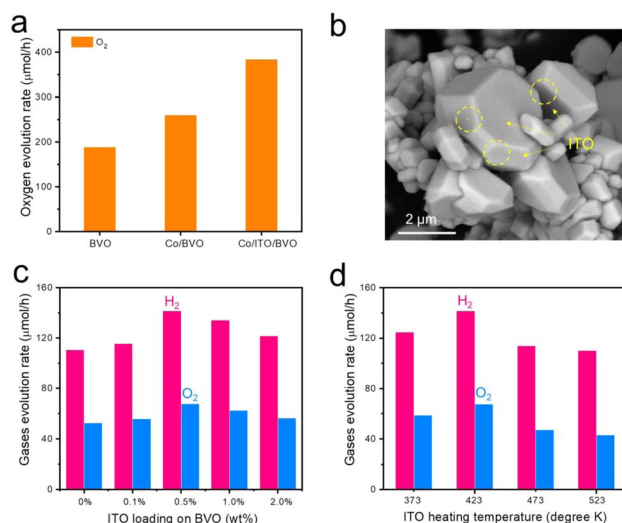 a
Oxygen evolution rate (μmol/h)
400
300
200
100
0
O₂
BVO
Co/BVO
Co/ITO/BVO
b
ITO
2 μm
c
Gases evolution rate (μmol/h)
160
120
80
40
0
H₂
O₂
0%
0.1%
0.5%
1.0%
2.0%
ITO loading on BVO (wt%)
d
Gases evolution rate (μmol/h)
160
120
80
40
0
H₂
O₂
373
423
473
523
ITO heating temperature (degree K)